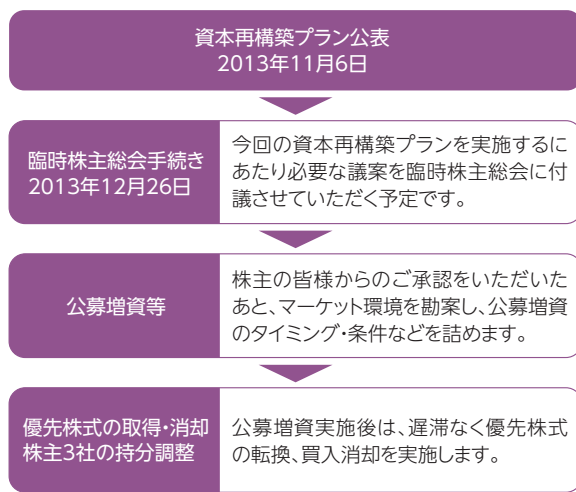 資本再構築プラン公表
2013年11月6日
臨時株主総会手続き
2013年12月26日
今回の資本再構築プランを実施するに
あたり必要な議案を臨時株主総会に付
議させていただく予定です。
公募増資等
株主の皆様からのご承認をいただいた
あと、マーケット環境を勘案し、公募増資
のタイミング・条件などを詰めます。
優先株式の取得・消却
株主3社の持分調整
公募増資実施後は、遅滞なく優先株式
の転換、買入消却を実施します。